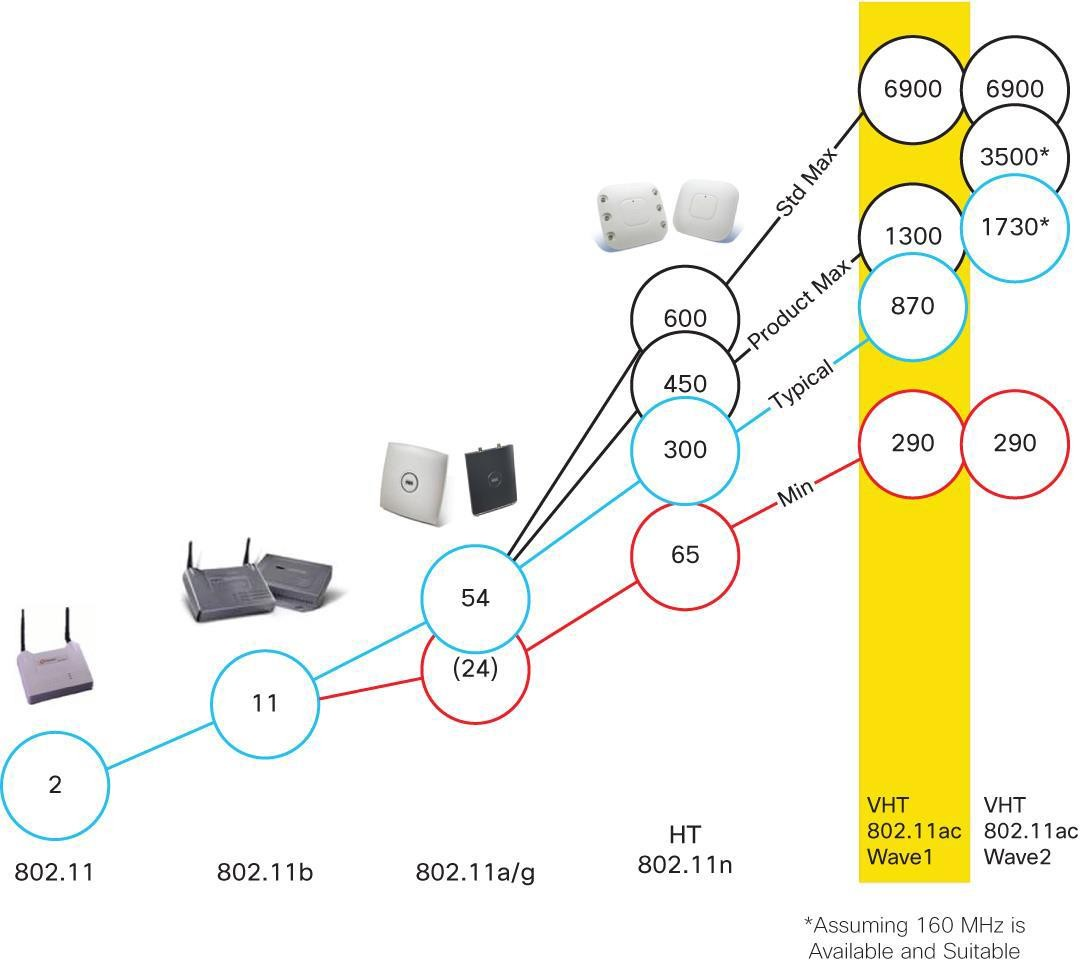 6900
6900
3500*
1730*
Std Max
1300
Product Max
870
600
450
Typical
300
290
290
Min
65
54
(24)
11
2
802.11
802.11b
802.11a/g
HT
802.11n
VHT
802.11ac
Wave1
VHT
802.11ac
Wave2
*Assuming 160 MHz is
Available and Suitable